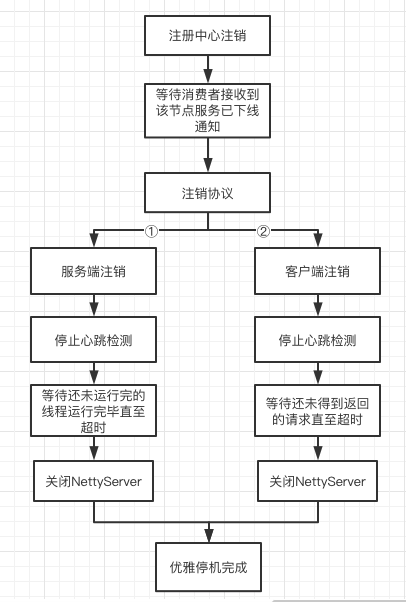 注册中心注销
等待消费者接收到
该节点服务已下线
通知
注销协议
①
②
服务端注销
客户端注销
停止心跳检测
停止心跳检测
等待还未运行完的
线程运行完毕直至
超时
等待还未得到返回
的请求直至超时
关闭NettyServer
关闭NettyServer
优雅停机完成